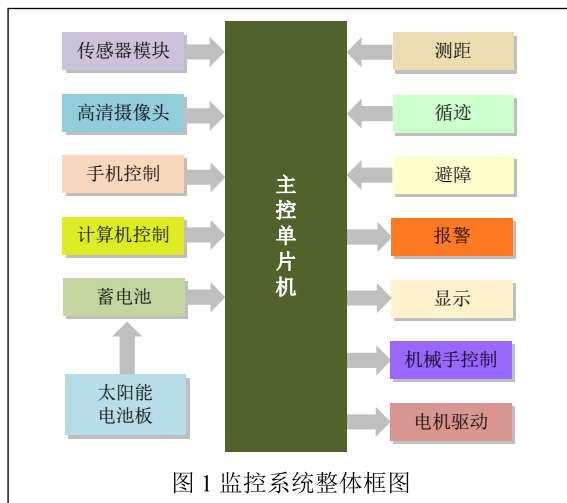 传感器模块
高清摄像头
手机控制
计算机控制
蓄电池
太阳能
电池板
主
控
单
片
机
测距
循迹
避障
报警
显示
机械手控制
电机驱动
图 1 监控系统整体框图